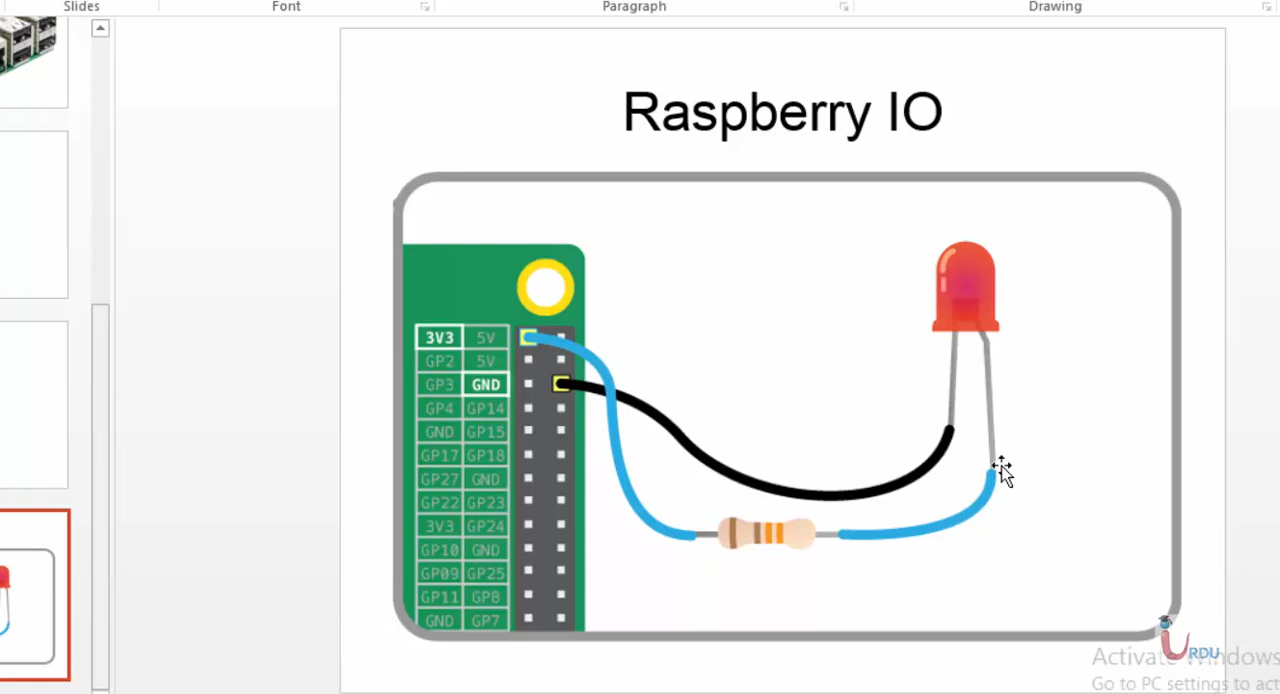 Slides Font Paragraph Drawing
Raspberry IO
3V3 5V
GP2 5V
GP3 GND
GP4 GP14
GND GP15
GP17 GP18
GP27 GND
GP22 GP23
3V3 GP24
GP10 GND
GP09 GP25
GP11 GP8
GND GP7
URDU
Activate Windows
Go to PC settings to act